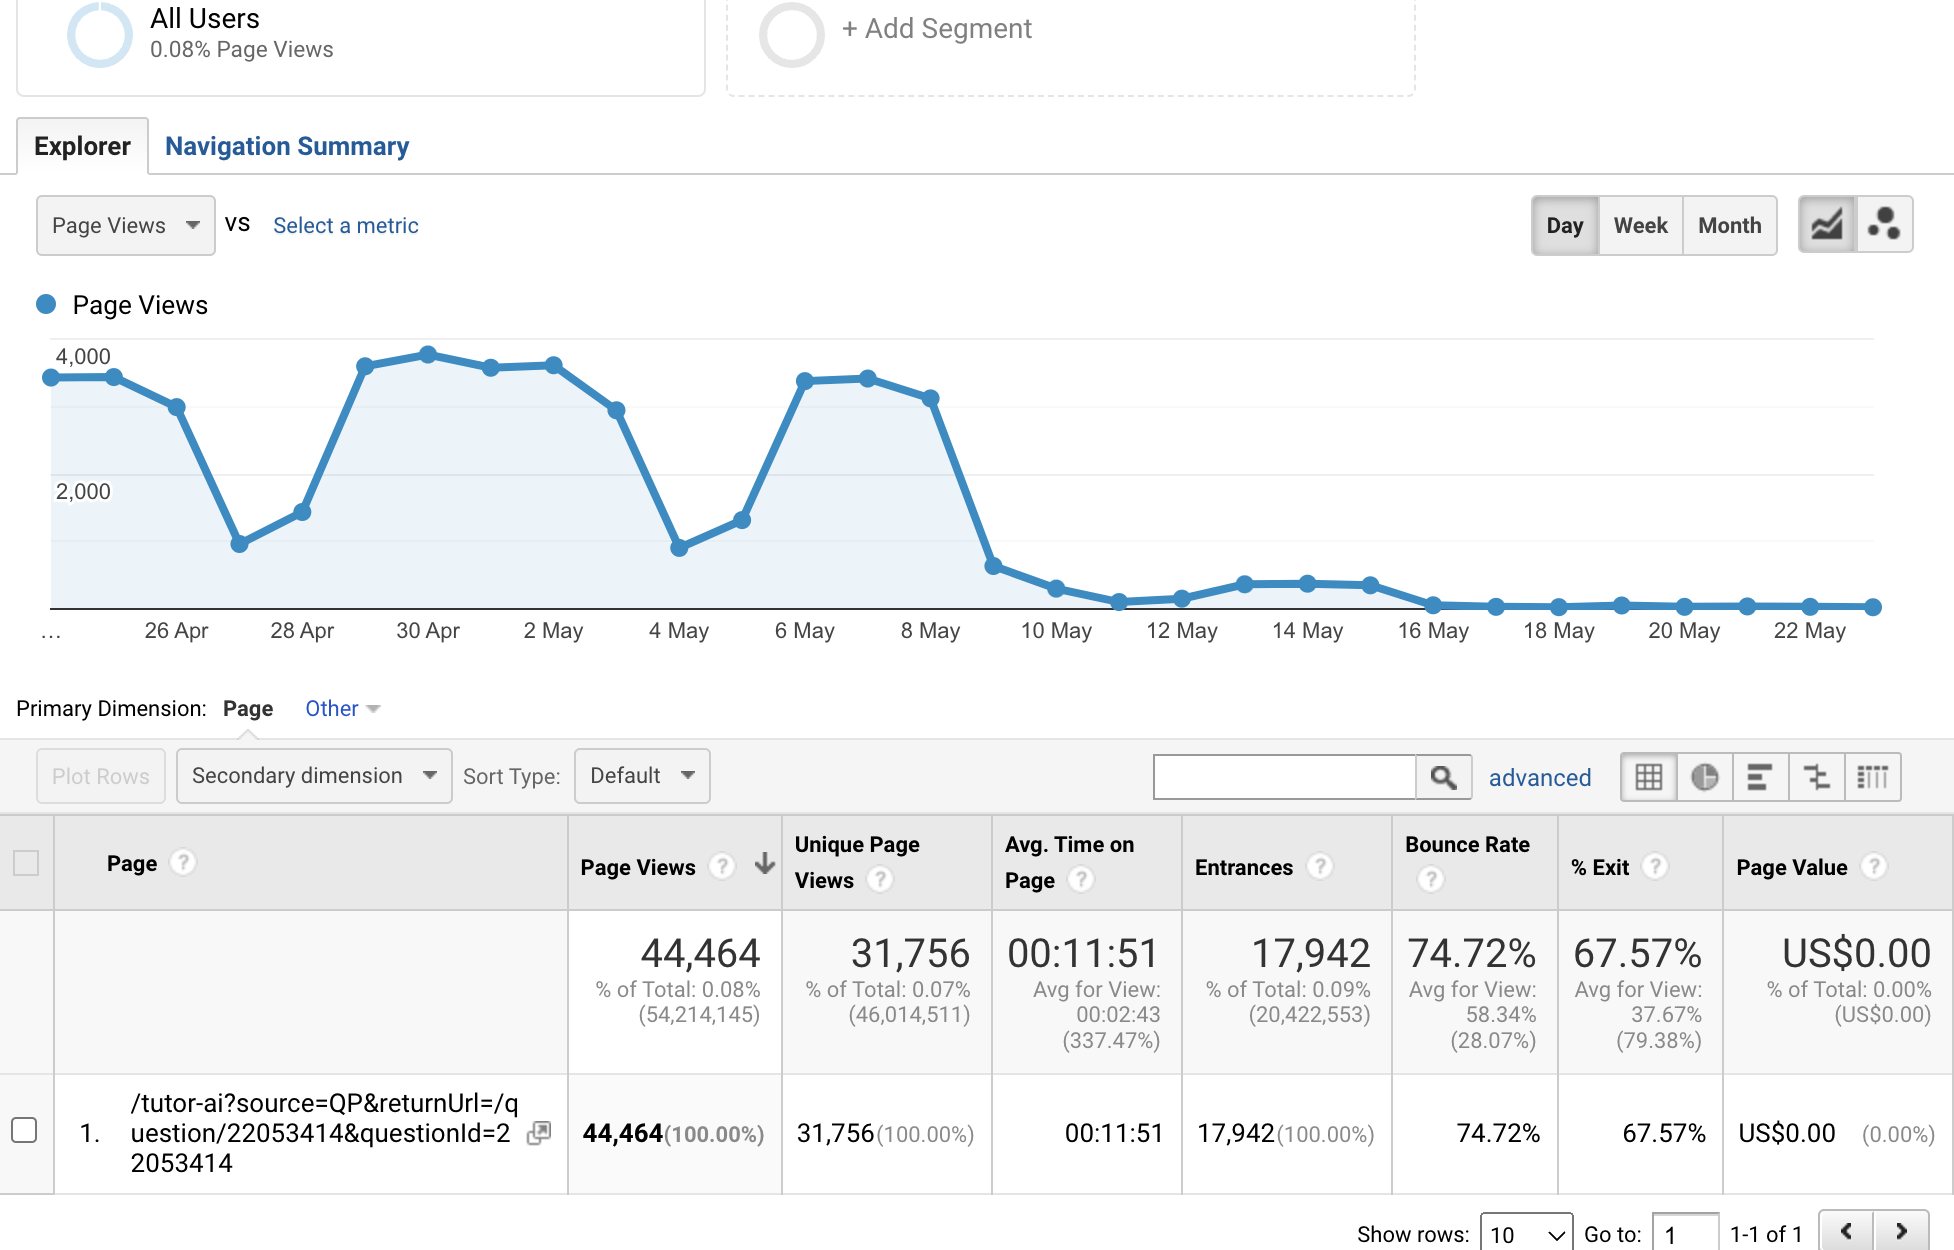 All Users
0.08% Page Views
+ Add Segment
Explorer
Navigation Summary
Page Views
VS
Select a metric
Day
Week
Month
Page Views
4,000
2,000
...
26 Apr
28 Apr
30 Apr
2 May
4 May
6 May
8 May
10 May
12 May
14 May
16 May
18 May
20 May
22 May
Primary Dimension:
Page
Other
Plot Rows
Secondary dimension
Sort Type:
Default
advanced
Page ?
Page Views ?
Unique Page
Views ?
Avg. Time on
Page ?
Entrances ?
Bounce Rate
?
% Exit ?
Page Value ?
44,464
% of Total: 0.08%
(54,214,145)
31,756
% of Total: 0.07%
(46,014,511)
00:11:51
Avg for View:
00:02:43
(337.47%)
17,942
% of Total: 0.09%
(20,422,553)
74.72%
Avg for View:
58.34%
(28.07%)
67.57%
Avg for View:
37.67%
(79.38%)
US$0.00
% of Total: 0.00%
(US$0.00)
1.
/tutor-ai?source=QP&returnUrl=/q
uestion/22053414&questionId=2
2053414
44,464(100.00%)
31,756(100.00%)
00:11:51
17,942(100.00%)
74.72%
67.57%
US$0.00 (0.00%)
Show rows:
10
Go to:
1
1-1 of 1